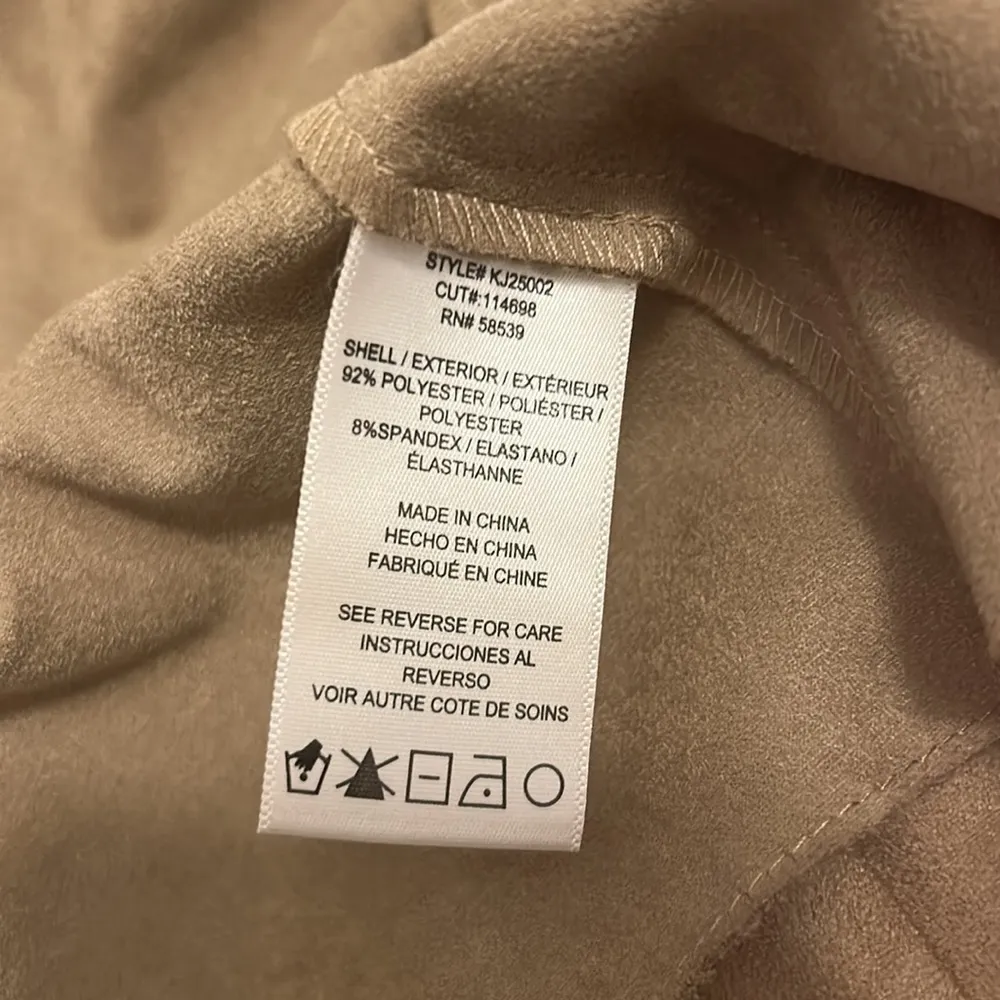 STYLE# KJ25002
CUT#:114698
RN# 58539
SHELL / EXTERIOR / EXTÉRIEUR
92% POLYESTER / POLIÉSTER /
POLYESTER
8%SPANDEX / ELASTANO /
ÉLASTHANNE
MADE IN CHINA
HECHO EN CHINA
FABRIQUÉ EN CHINE
SEE REVERSE FOR CARE
INSTRUCCIONES AL
REVERSO
VOIR AUTRE COTE DE SOINS